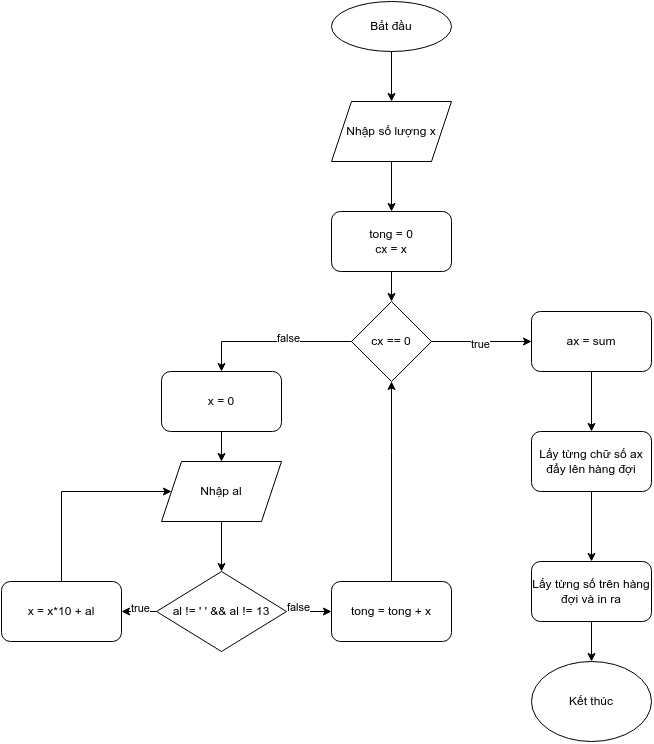 Bắt đầu
Nhập số lượng x
tong = 0
cx = x
cx == 0
false
true
ax = sum
x = 0
Nhập al
Lấy từng chữ số ax
đẩy lên hàng đợi
x = x*10 + al
true
al != ' ' && al != 13
false
tong = tong + x
Lấy từng số trên hàng
đợi và in ra
Kết thúc